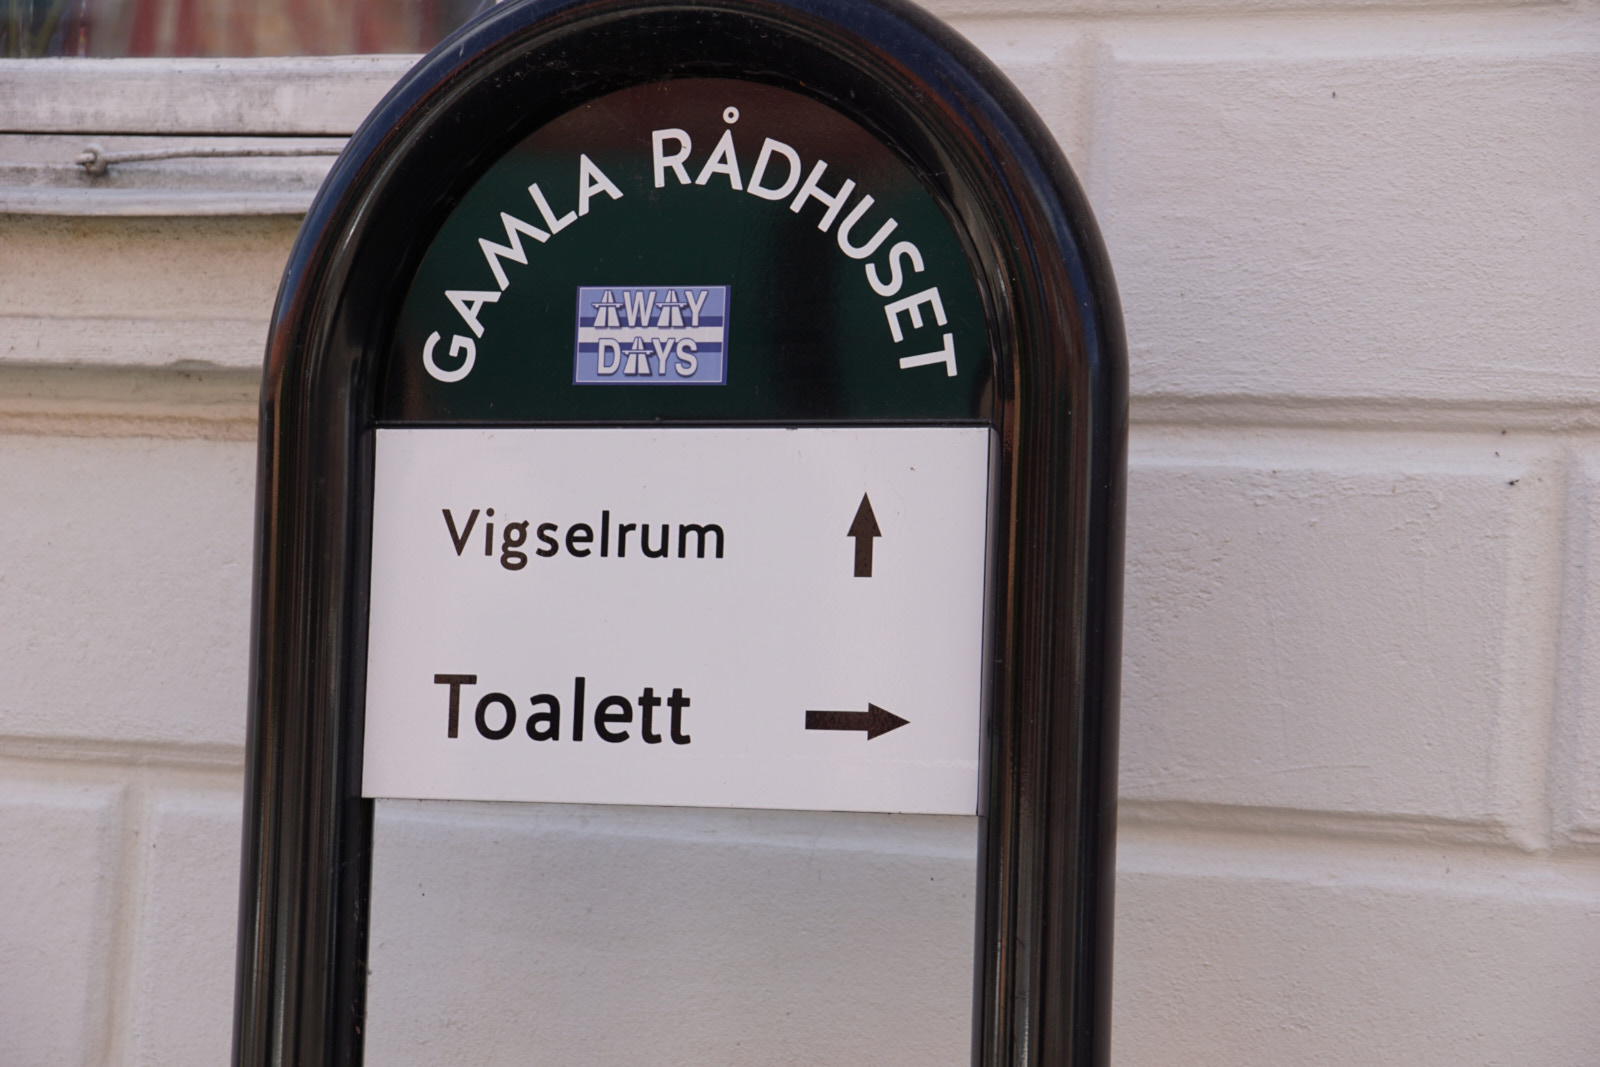 GAMLA RÅDHUSET
AWAY
DAYS
Vigselrum
Toalett